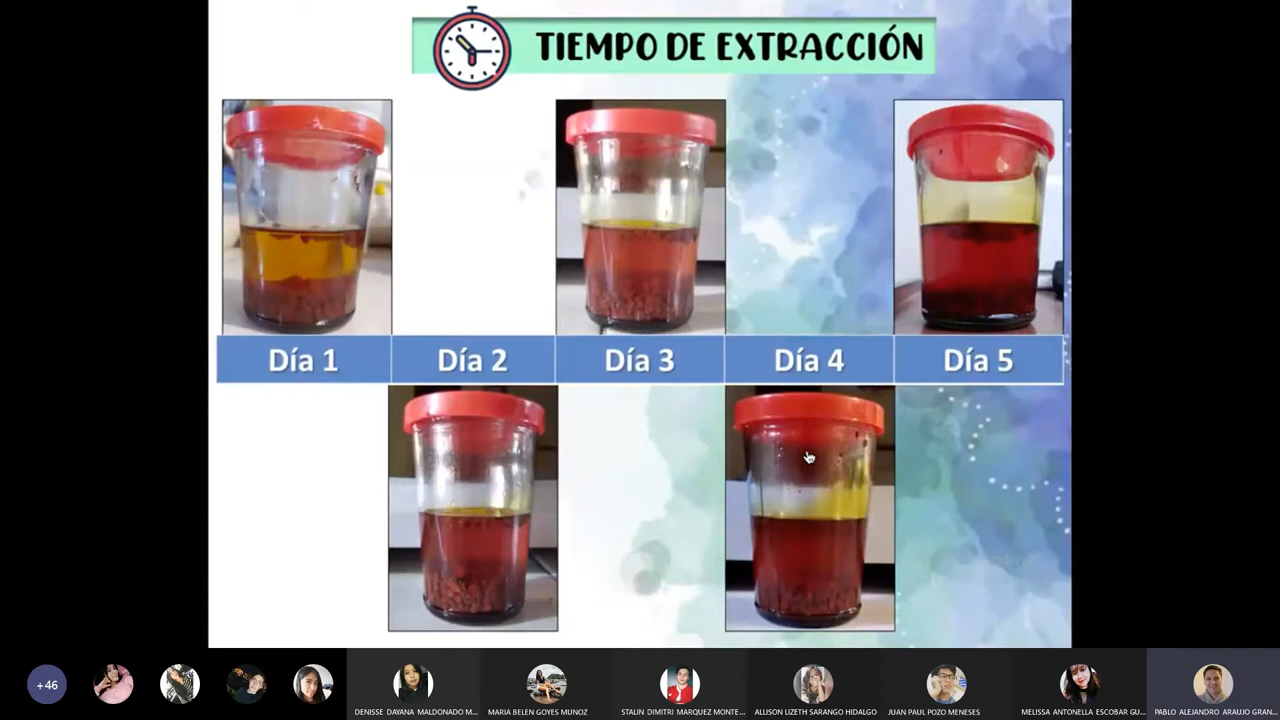 TIEMPO DE EXTRACCIÓN
Día 1
Día 2
Día 3
Día 4
Día 5
+46
DENISSE DAYANA MALDONADO M...
MARIA BELEN GOYES MUNOZ
STALIN DIMITRI MARQUEZ MONTE...
ALLISON LIZETH SARANGO HIDALGO
JUAN PAUL POZO MENESES
MELISSA ANTONELLA ESCOBAR GU...
PABLO ALEJANDRO ARAUJO GRAN...